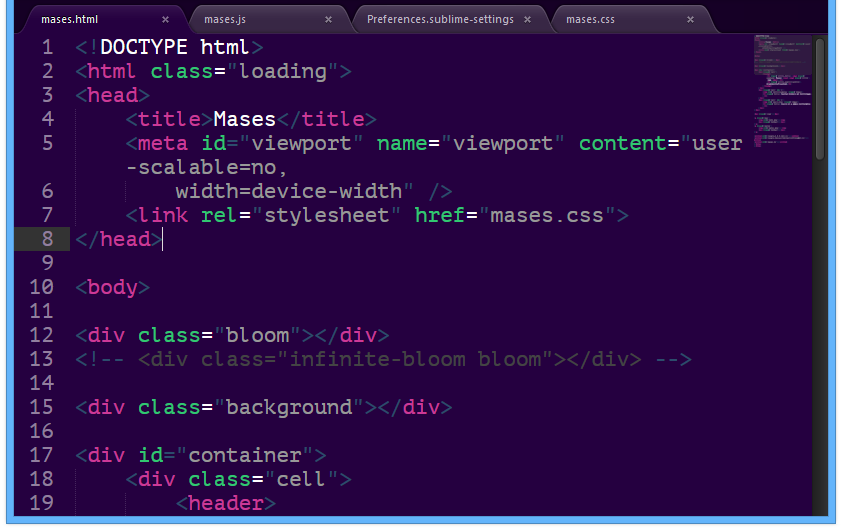 mases.html × mases.js × Preferences.sublime-settings × mases.css ×
1 <!DOCTYPE html>
2 <html class="loading">
3 <head>
4 <title>Mases</title>
5 <meta id="viewport" name="viewport" content="user
-scalable=no,
6 width=device-width" />
7 <link rel="stylesheet" href="mases.css">
8 </head>
9
10 <body>
11
12 <div class="bloom"></div>
13 <!-- <div class="infinite-bloom bloom"></div> -->
14
15 <div class="background"></div>
16
17 <div id="container">
18 <div class="cell">
19 <header>